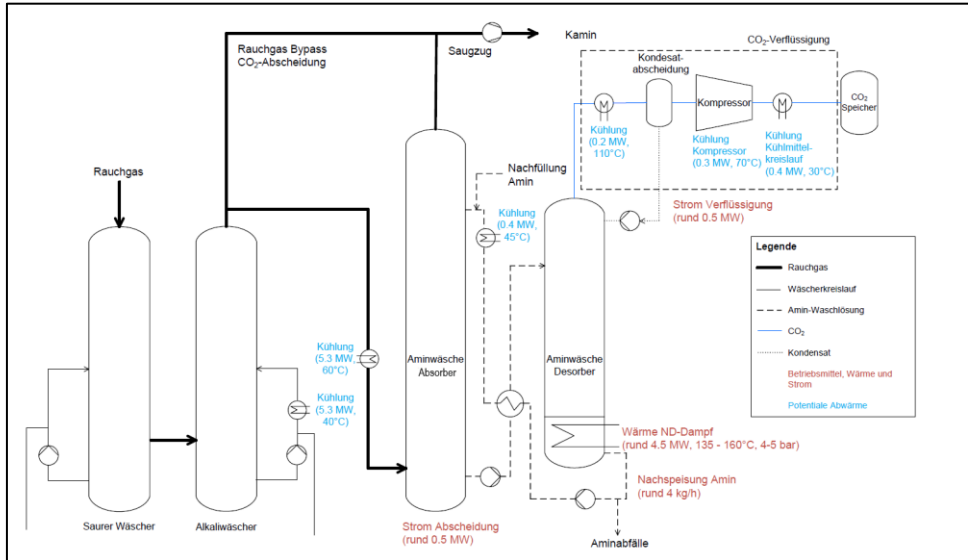 Rauchgas Bypass
CO₂-Abscheidung
Saugzug
Kamin
CO₂-Verflüssigung
Kondesat-
abscheidung
Kompressor
CO₂
Speicher
Kühlung
(0.2 MW,
110°C)
Kühlung
Kompressor
(0.3 MW, 70°C)
Kühlung
Kühlmittel-
kreislauf
(0.4 MW, 30°C)
Rauchgas
Nachfüllung
Amin
Kühlung
(0.4 MW,
45°C)
Strom Verflüssigung
(rund 0.5 MW)
Legende
Rauchgas
Wäscherkreislauf
Amin-Waschlösung
CO₂
Kondensat
Betriebsmittel, Wärme und
Strom
Potentiale Abwärme
Kühlung
(5.3 MW,
60°C)
Kühlung
(5.3 MW,
40°C)
Aminwäsche
Absorber
Aminwäsche
Desorber
Wärme ND-Dampf
(rund 4.5 MW, 135 - 160°C, 4-5 bar)
Nachspeisung Amin
(rund 4 kg/h)
Saurer Wäscher
Alkaliwäscher
Strom Abscheidung
(rund 0.5 MW)
Aminabfälle